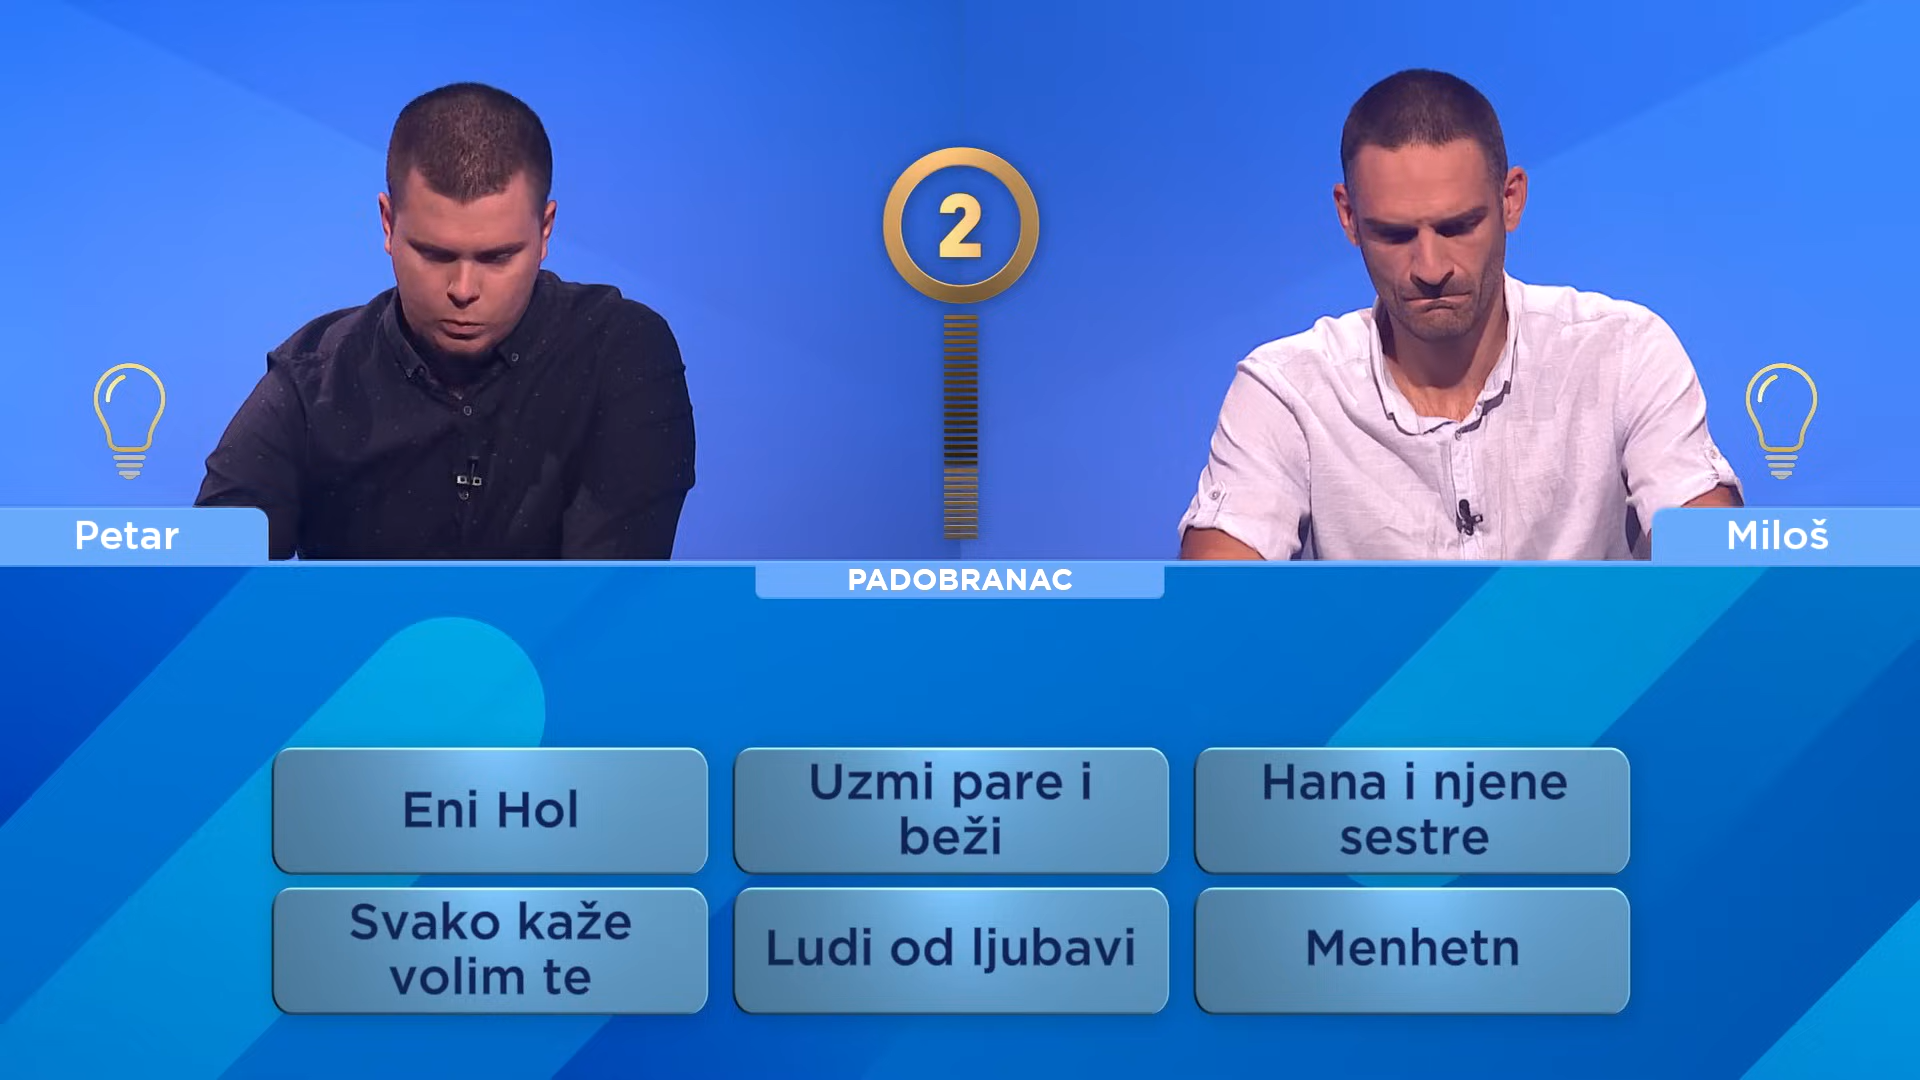 2
Petar
Miloš
PADOBRANAC
Eni Hol
Uzmi pare i
beži
Hana i njene
sestre
Svako kaže
volim te
Ludi od ljubavi
Menhetn